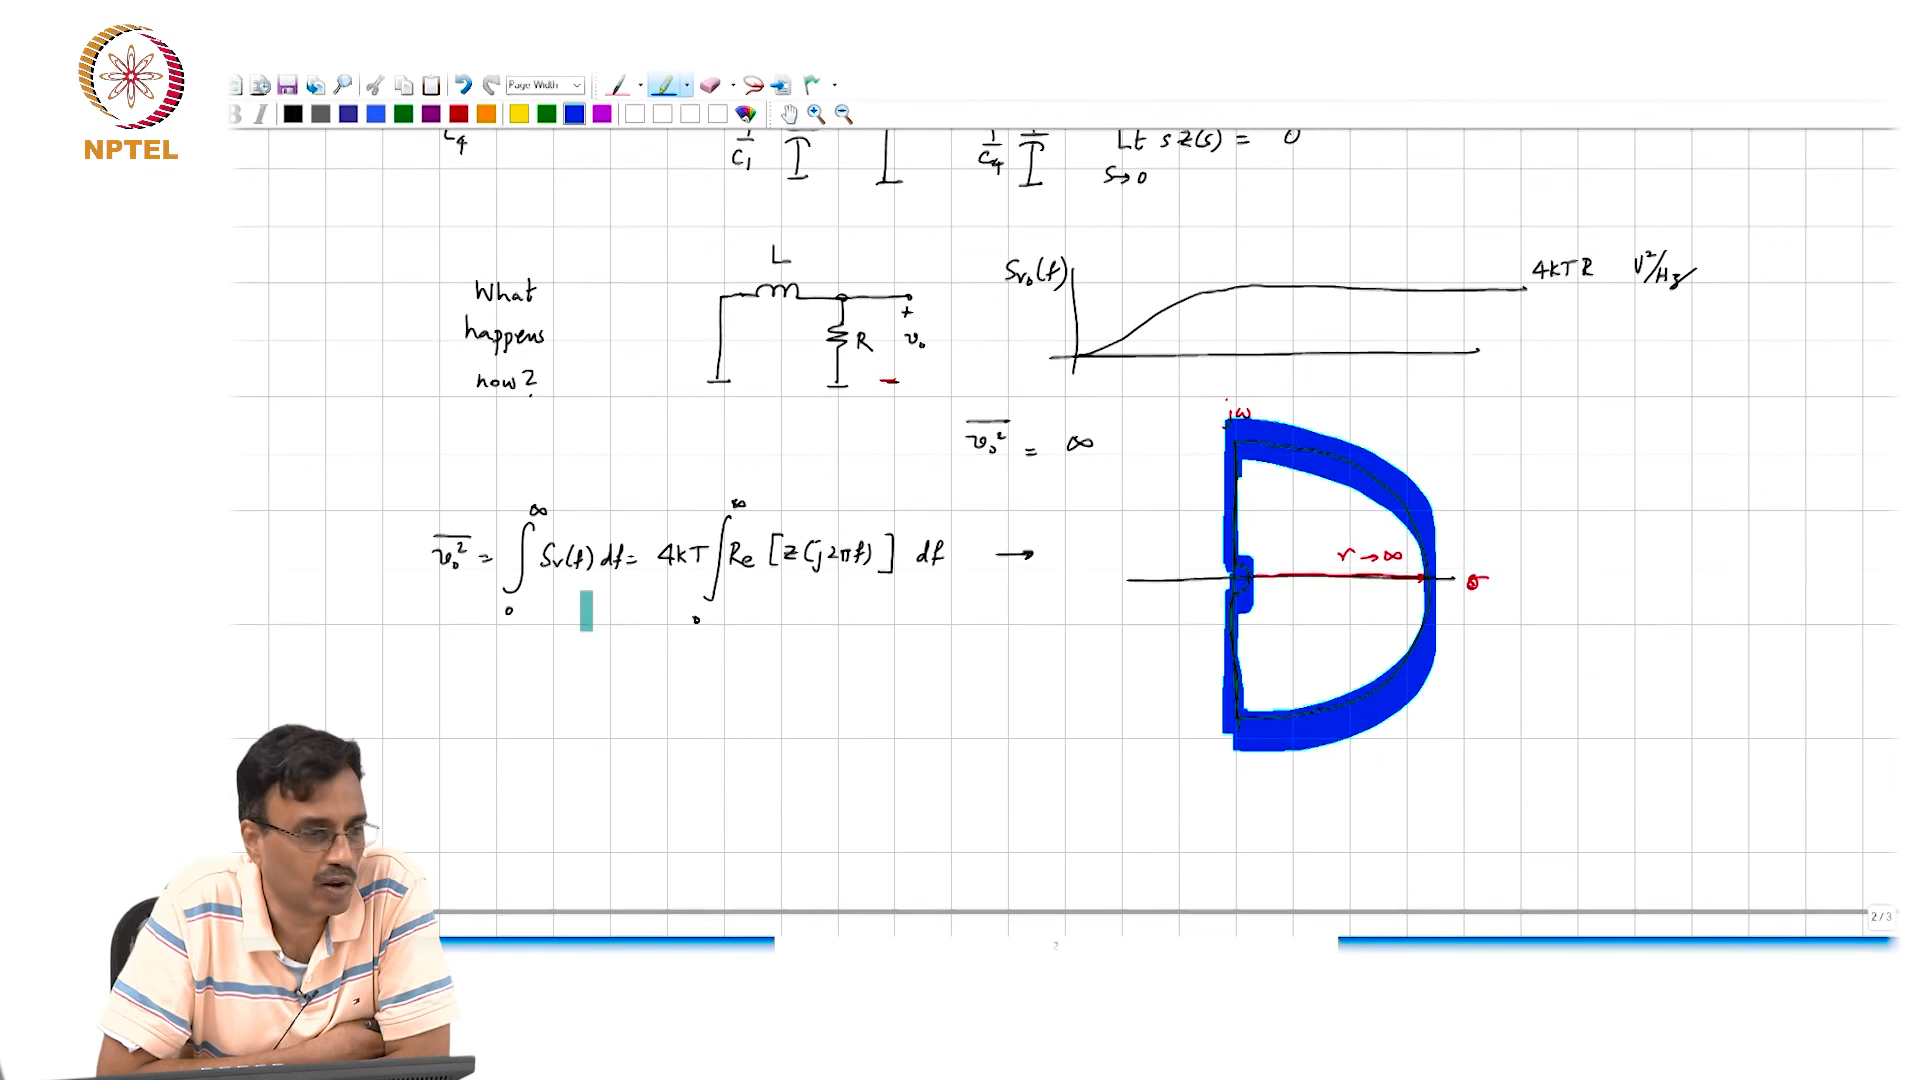 NPTEL
Page Width
B I
C4
1/C1
1/C4
Lt s z(s) = 0
s→0
What
happens
now?
L
R
+
v₀
−
Sv₀(f)
4kTR V²/Hz
jω
v₀² = ∞
v₀² = ∫₀^∞ Sv(f) df = 4kT ∫₀^∞ Re [z(j2πf)] df →
r→∞
σ
2 / 3
2